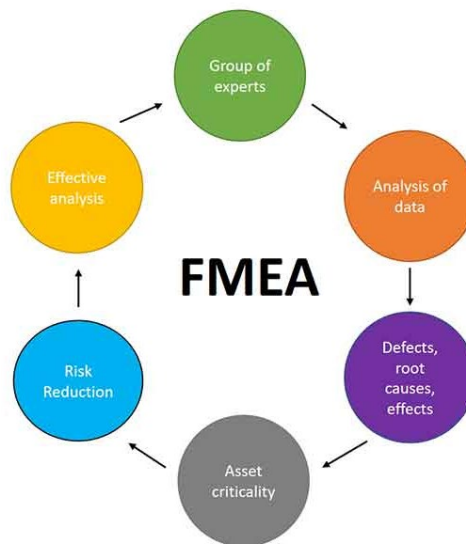 Group of
experts
Analysis of
data
Defects,
root
causes,
effects
Asset
criticality
Risk
Reduction
Effective
analysis
FMEA